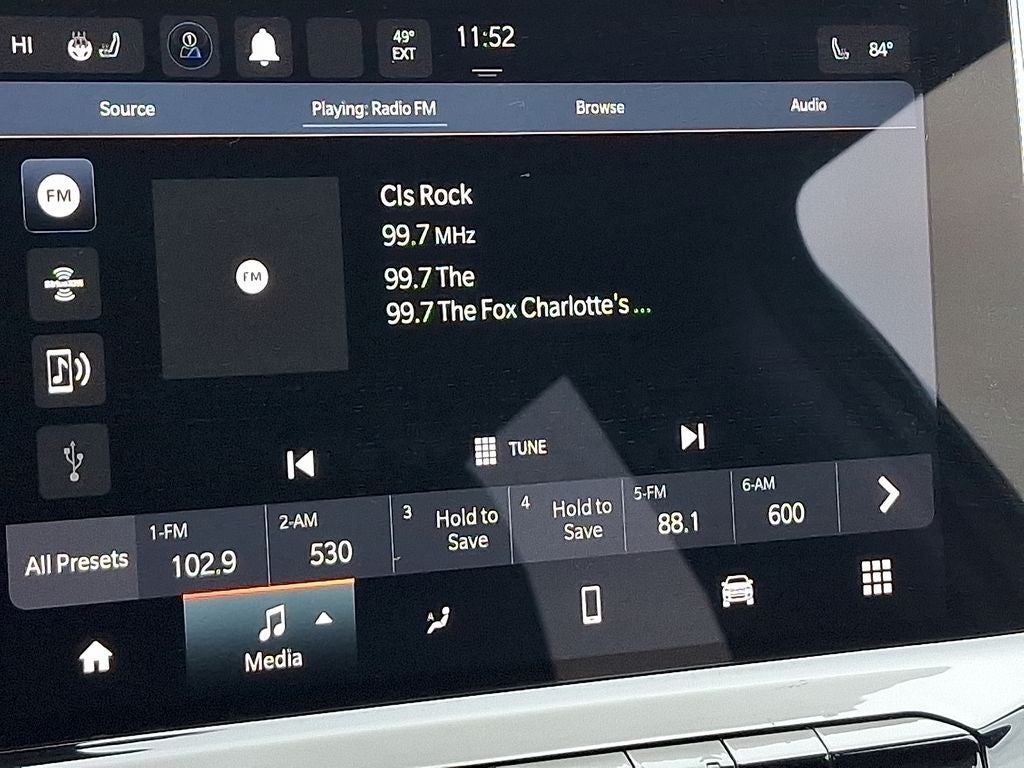 HI
1
49°
EXT
11:52
84°
Source
Playing: Radio FM
Browse
Audio
FM
FM
Cls Rock
99.7 MHz
99.7 The
99.7 The Fox Charlotte's ...
TUNE
All Presets
1-FM
102.9
2-AM
530
3
Hold to
Save
4
Hold to
Save
5-FM
88.1
6-AM
600
Media
A